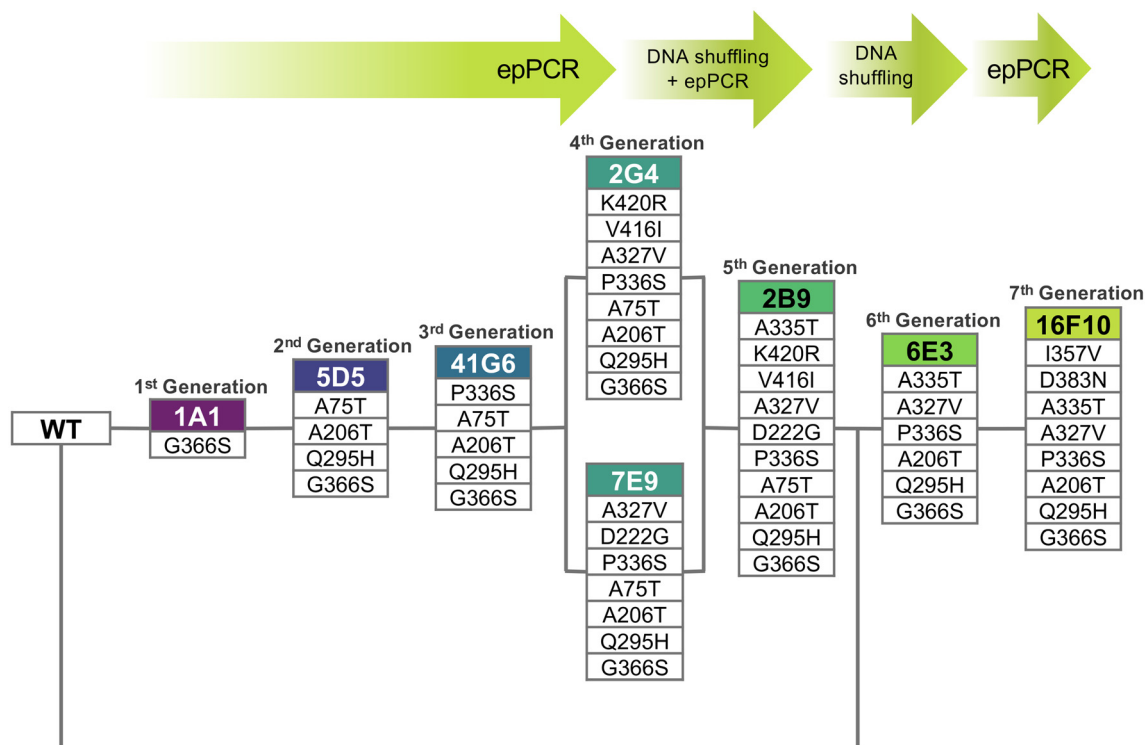 epPCR
DNA shuffling
+ epPCR
DNA
shuffling
epPCR
WT
1st Generation
1A1
G366S
2nd Generation
5D5
A75T
A206T
Q295H
G366S
3rd Generation
41G6
P336S
A75T
A206T
Q295H
G366S
4th Generation
2G4
K420R
V416I
A327V
P336S
A75T
A206T
Q295H
G366S
7E9
A327V
D222G
P336S
A75T
A206T
Q295H
G366S
5th Generation
2B9
A335T
K420R
V416I
A327V
D222G
P336S
A75T
A206T
Q295H
G366S
6th Generation
6E3
A335T
A327V
P336S
A206T
Q295H
G366S
7th Generation
16F10
I357V
D383N
A335T
A327V
P336S
A206T
Q295H
G366S